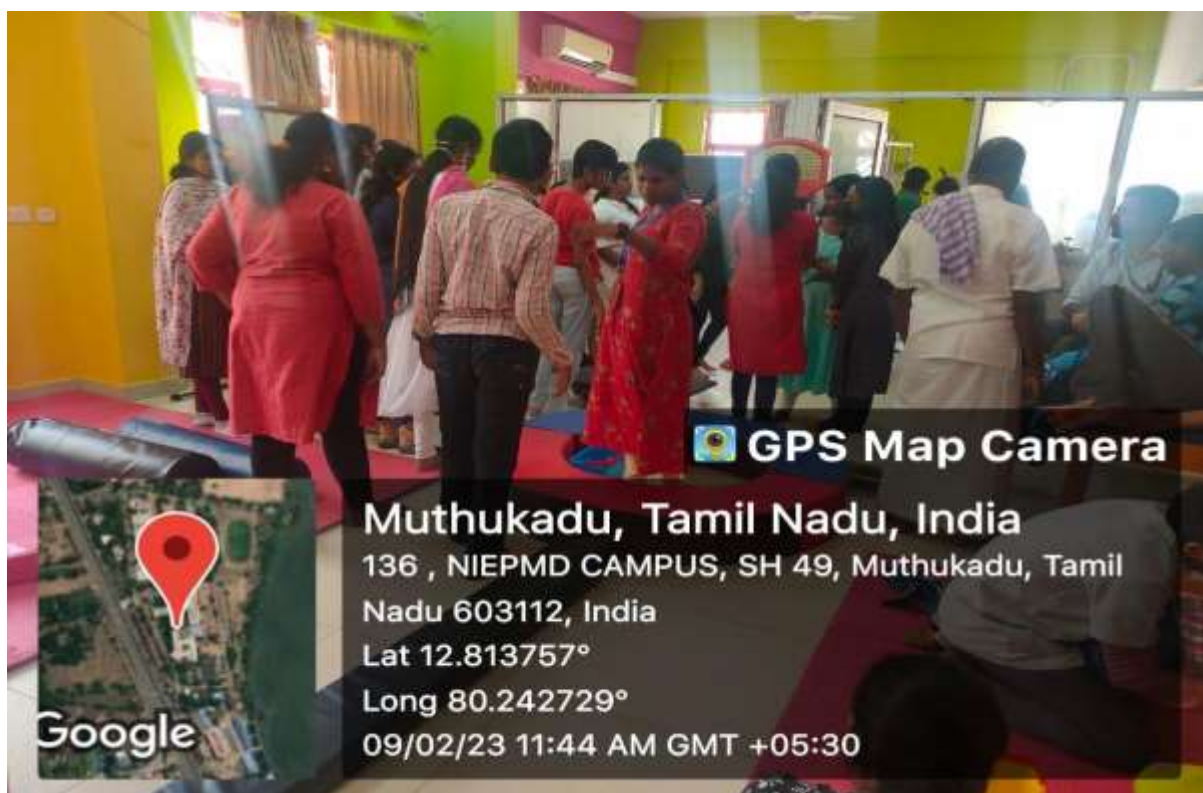 GPS Map Camera
Muthukadu, Tamil Nadu, India
136 , NIEPMD CAMPUS, SH 49, Muthukadu, Tamil
Nadu 603112, India
Lat 12.813757°
Long 80.242729°
09/02/23 11:44 AM GMT +05:30
Google